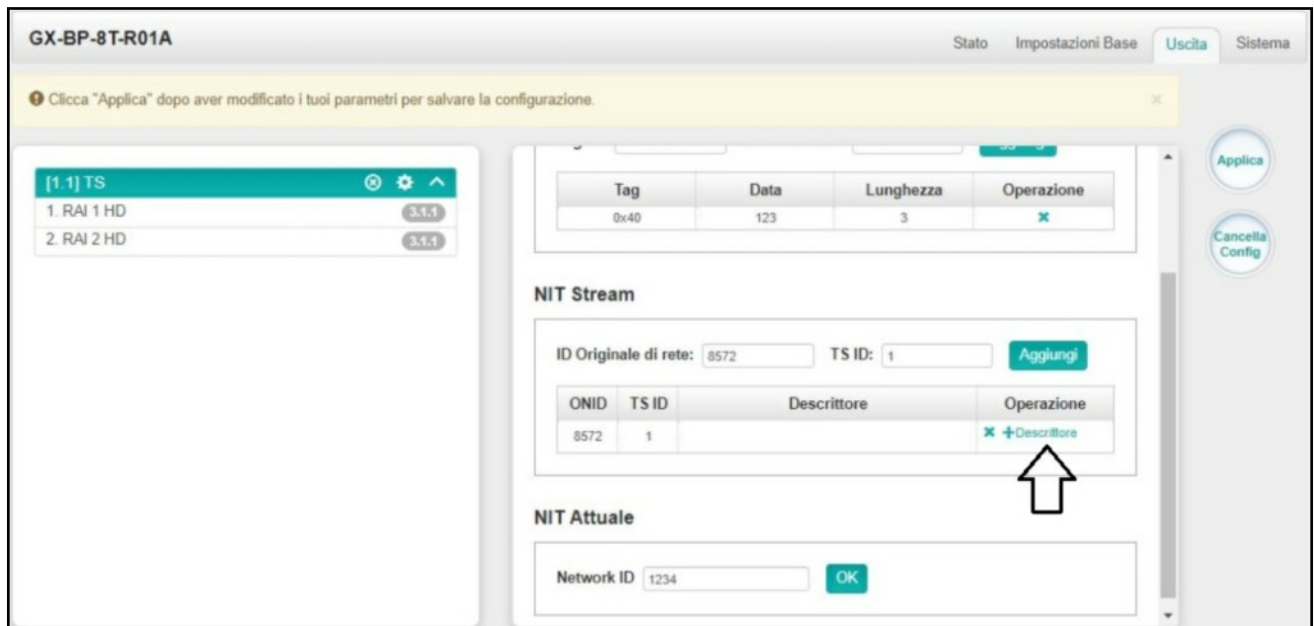 GX-BP-8T-R01A
Stato Impostazioni Base Uscita Sistema
Clicca "Applica" dopo aver modificato i tuoi parametri per salvare la configurazione.
Applica
Cancella
Config
[1.1] TS
1. RAI 1 HD 3.1.1
2. RAI 2 HD 3.1.1
Tag Data Lunghezza Operazione
0x40 123 3
NIT Stream
ID Originale di rete: 8572 TS ID: 1 Aggiungi
ONID TS ID Descrittore Operazione
8572 1 +Descrittore
NIT Attuale
Network ID 1234 OK